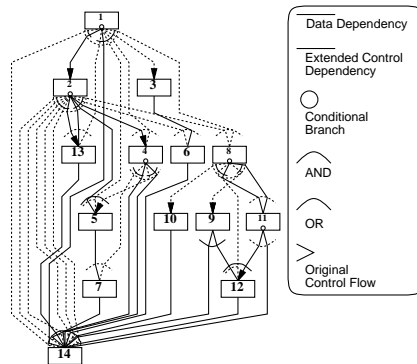 1
2
3
13
4
6
8
5
10
9
11
7
12
14
Data Dependency
Extended Control
Dependency
Conditional
Branch
AND
OR
Original
Control Flow